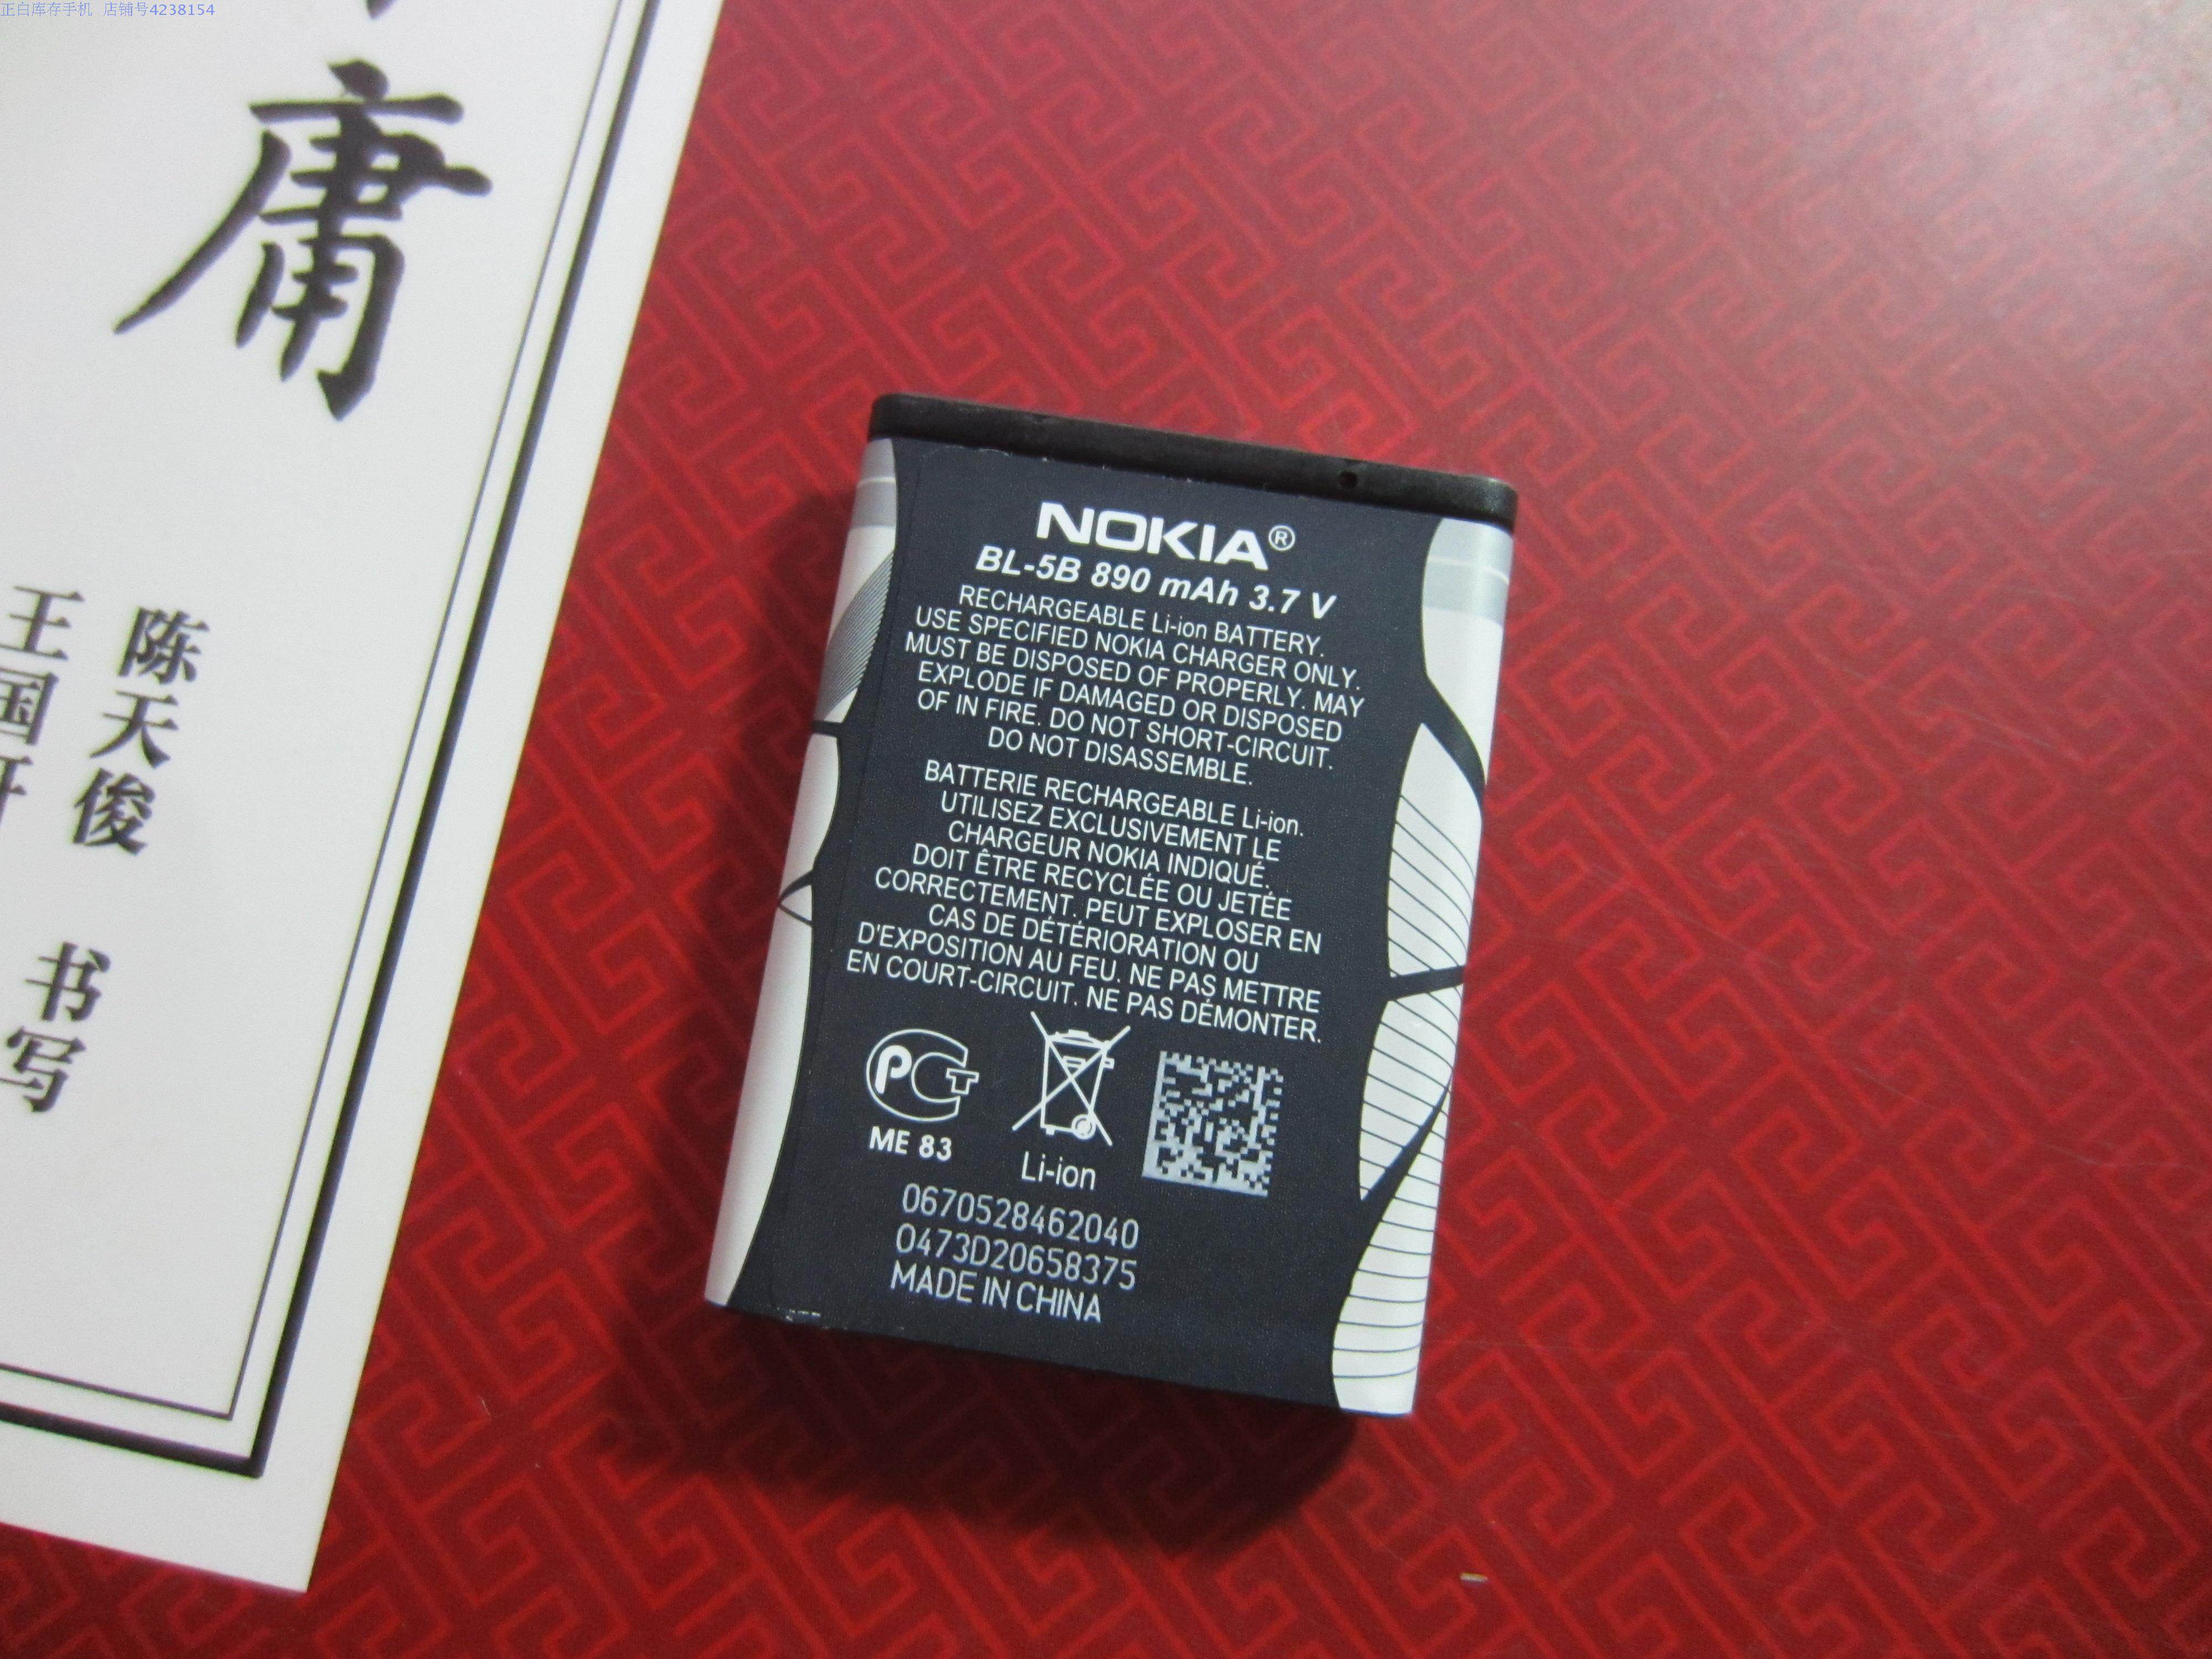 正白库存手机 店铺号4238154
庸
陈天俊
王国
书写
NOKIA®
BL-5B 890 mAh 3.7 V
RECHARGEABLE Li-ion BATTERY.
USE SPECIFIED NOKIA CHARGER ONLY.
MUST BE DISPOSED OF PROPERLY. MAY
EXPLODE IF DAMAGED OR DISPOSED
OF IN FIRE. DO NOT SHORT-CIRCUIT.
DO NOT DISASSEMBLE.
BATTERIE RECHARGEABLE Li-ion.
UTILISEZ EXCLUSIVEMENT LE
CHARGEUR NOKIA INDIQUÉ.
DOIT ÊTRE RECYCLÉE OU JETÉE
CORRECTEMENT. PEUT EXPLOSER EN
CAS DE DÉTÉRIORATION OU
D'EXPOSITION AU FEU. NE PAS METTRE
EN COURT-CIRCUIT. NE PAS DÉMONTER.
PCT
ME 83
Li-ion
0670528462040
0473D20658375
MADE IN CHINA